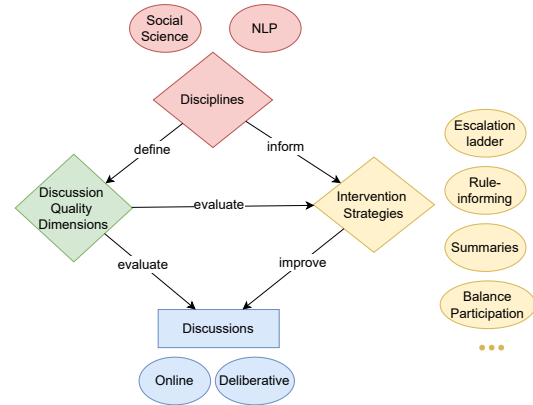 Social
Science
NLP
Disciplines
define
inform
Escalation
ladder
Discussion
Quality
Dimensions
evaluate
Intervention
Strategies
Rule-
informing
Summaries
evaluate
improve
Balance
Participation
Discussions
Online
Deliberative